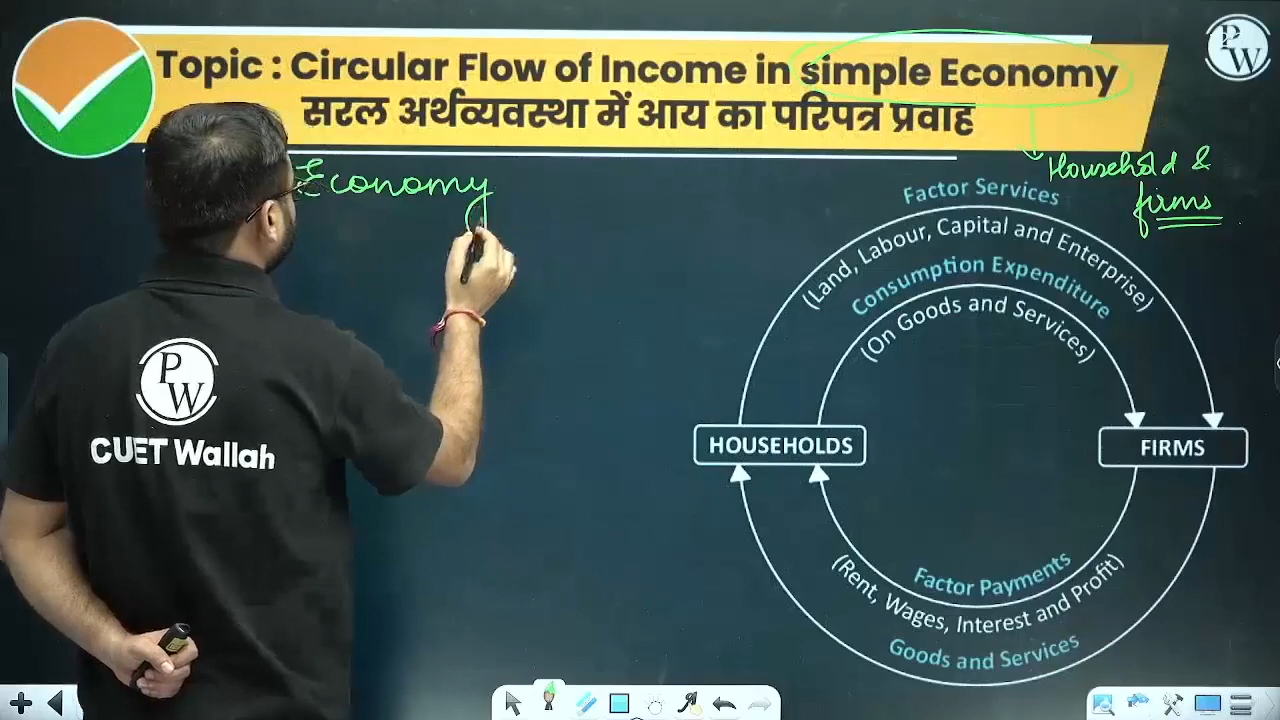 Topic : Circular Flow of Income in simple Economy
सरल अर्थव्यवस्था में आय का परिपत्र प्रवाह
PW
Economy
Household &
firms
Factor Services
(Land, Labour, Capital and Enterprise)
Consumption Expenditure
(On Goods and Services)
HOUSEHOLDS
FIRMS
Factor Payments
(Rent, Wages, Interest and Profit)
Goods and Services
PW
CUET Wallah